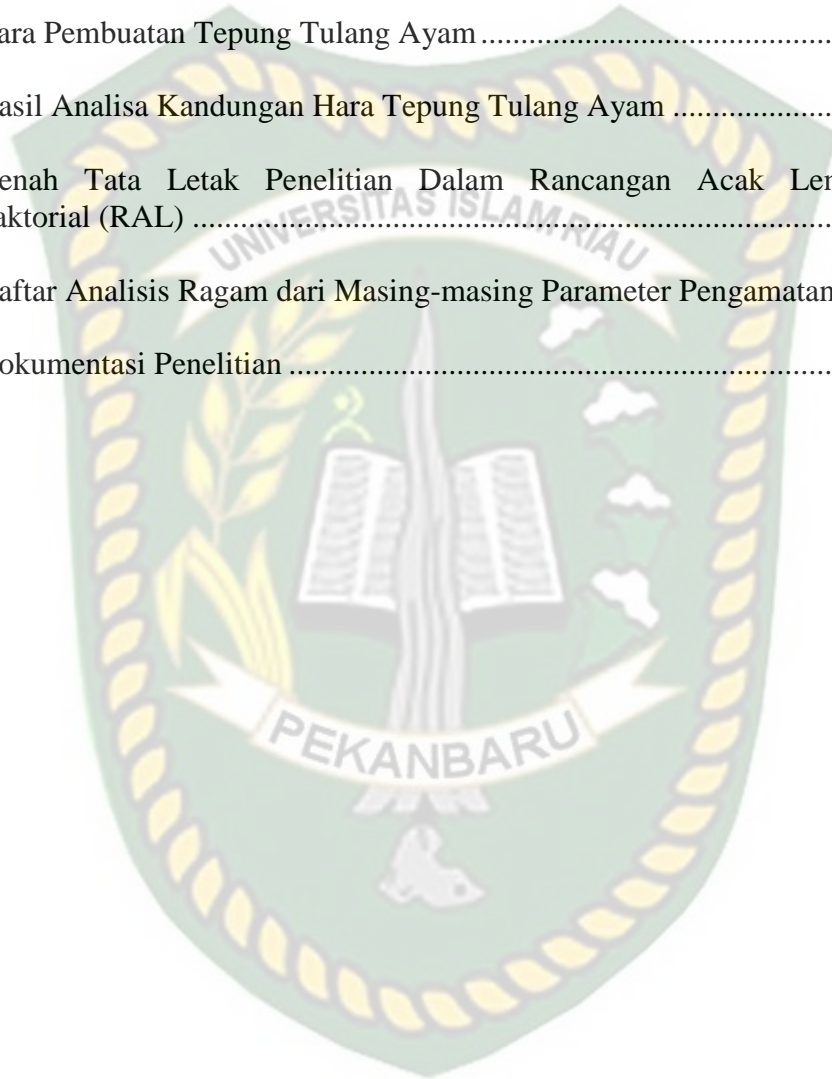 ara Pembuatan Tepung Tulang Ayam ........................................
asil Analisa Kandungan Hara Tepung Tulang Ayam ....................
enah Tata Letak Penelitian Dalam Rancangan Acak Len
aktorial (RAL) ................................................................................
aftar Analisis Ragam dari Masing-masing Parameter Pengamatan
okumentasi Penelitian ....................................................................
UNIVERSITAS ISLAM RIAU
PEKANBARU